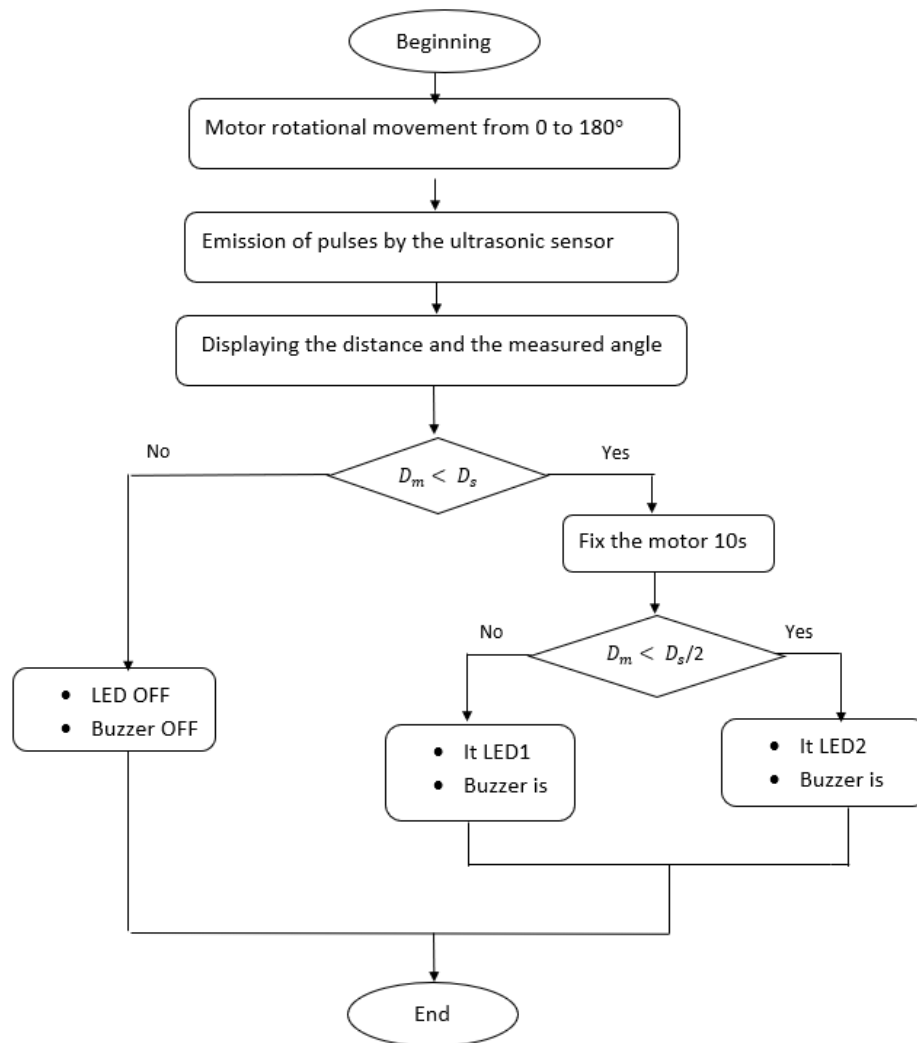 Beginning
Motor rotational movement from 0 to 180°
Emission of pulses by the ultrasonic sensor
Displaying the distance and the measured angle
No
Yes
D_m < D_s
Fix the motor 10s
No
Yes
D_m < D_s/2
• LED OFF
• Buzzer OFF
• It LED1
• Buzzer is
• It LED2
• Buzzer is
End